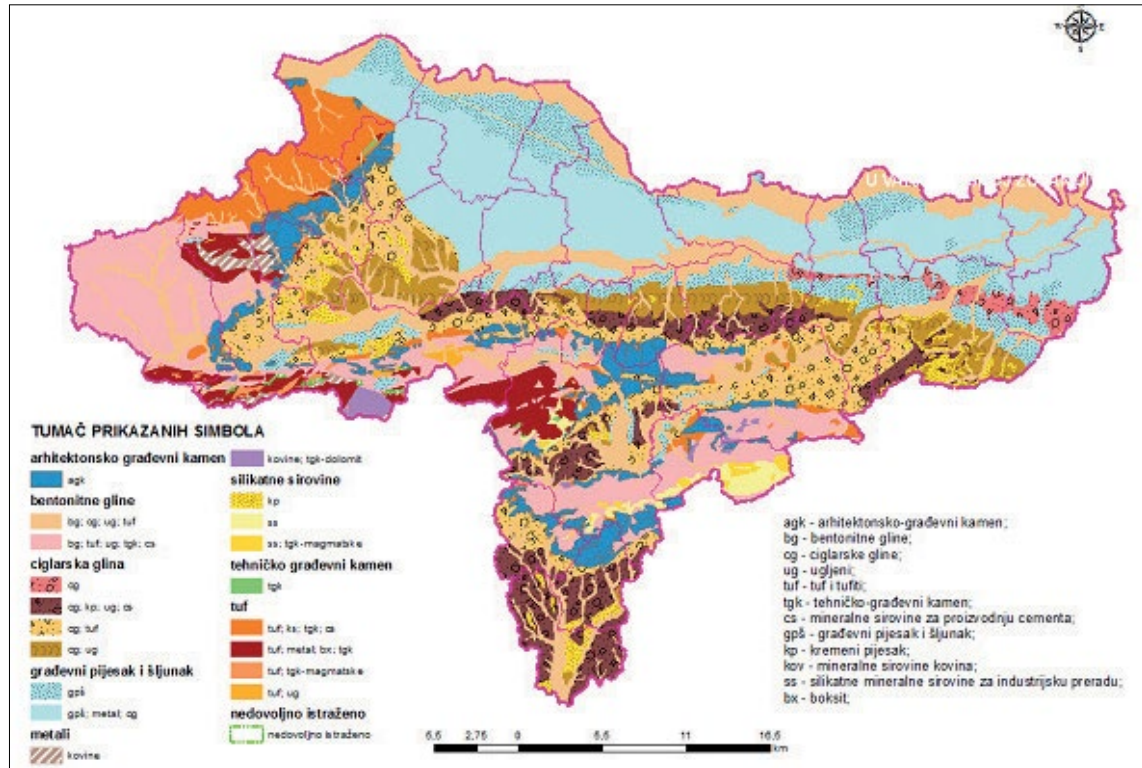 N
W
E
S
TUMAČ PRIKAZANIH SIMBOLA
arhitektonsko građevni kamen
agk
bentonitne gline
bg; cg; ug; tuf
bg; tuf; ug; tgk; cs
ciglarska glina
cg
cg; kp; ug; cs
cg; tuf
cg; ug
građevni pijesak i šljunak
gpš
gpš; metal; cg
metali
kovine
kovine; tgk-dolomit
silikatne sirovine
kp
ss
ss; tgk-magmatske
tehničko građevni kamen
tgk
tuf
tuf; ks; tgk; cs
tuf; metal; bx; tgk
tuf; tgk-magmatske
tuf; ug
nedovoljno istraženo
nedovoljno istraženo
agk - arhitektonsko-građevni kamen;
bg - bentonitne gline;
cg - ciglarske gline;
ug - ugljeni;
tuf - tuf i tufiti;
tgk - tehničko-građevni kamen;
cs - mineralne sirovine za proizvodnju cementa;
gpš - građevni pijesak i šljunak;
kp - kremeni pijesak;
kov - mineralne sirovine kovina;
ss - silikatne mineralne sirovine za industrijsku preradu;
bx - boksit;
5,5 2,75 0 5,5 11 16,5
km